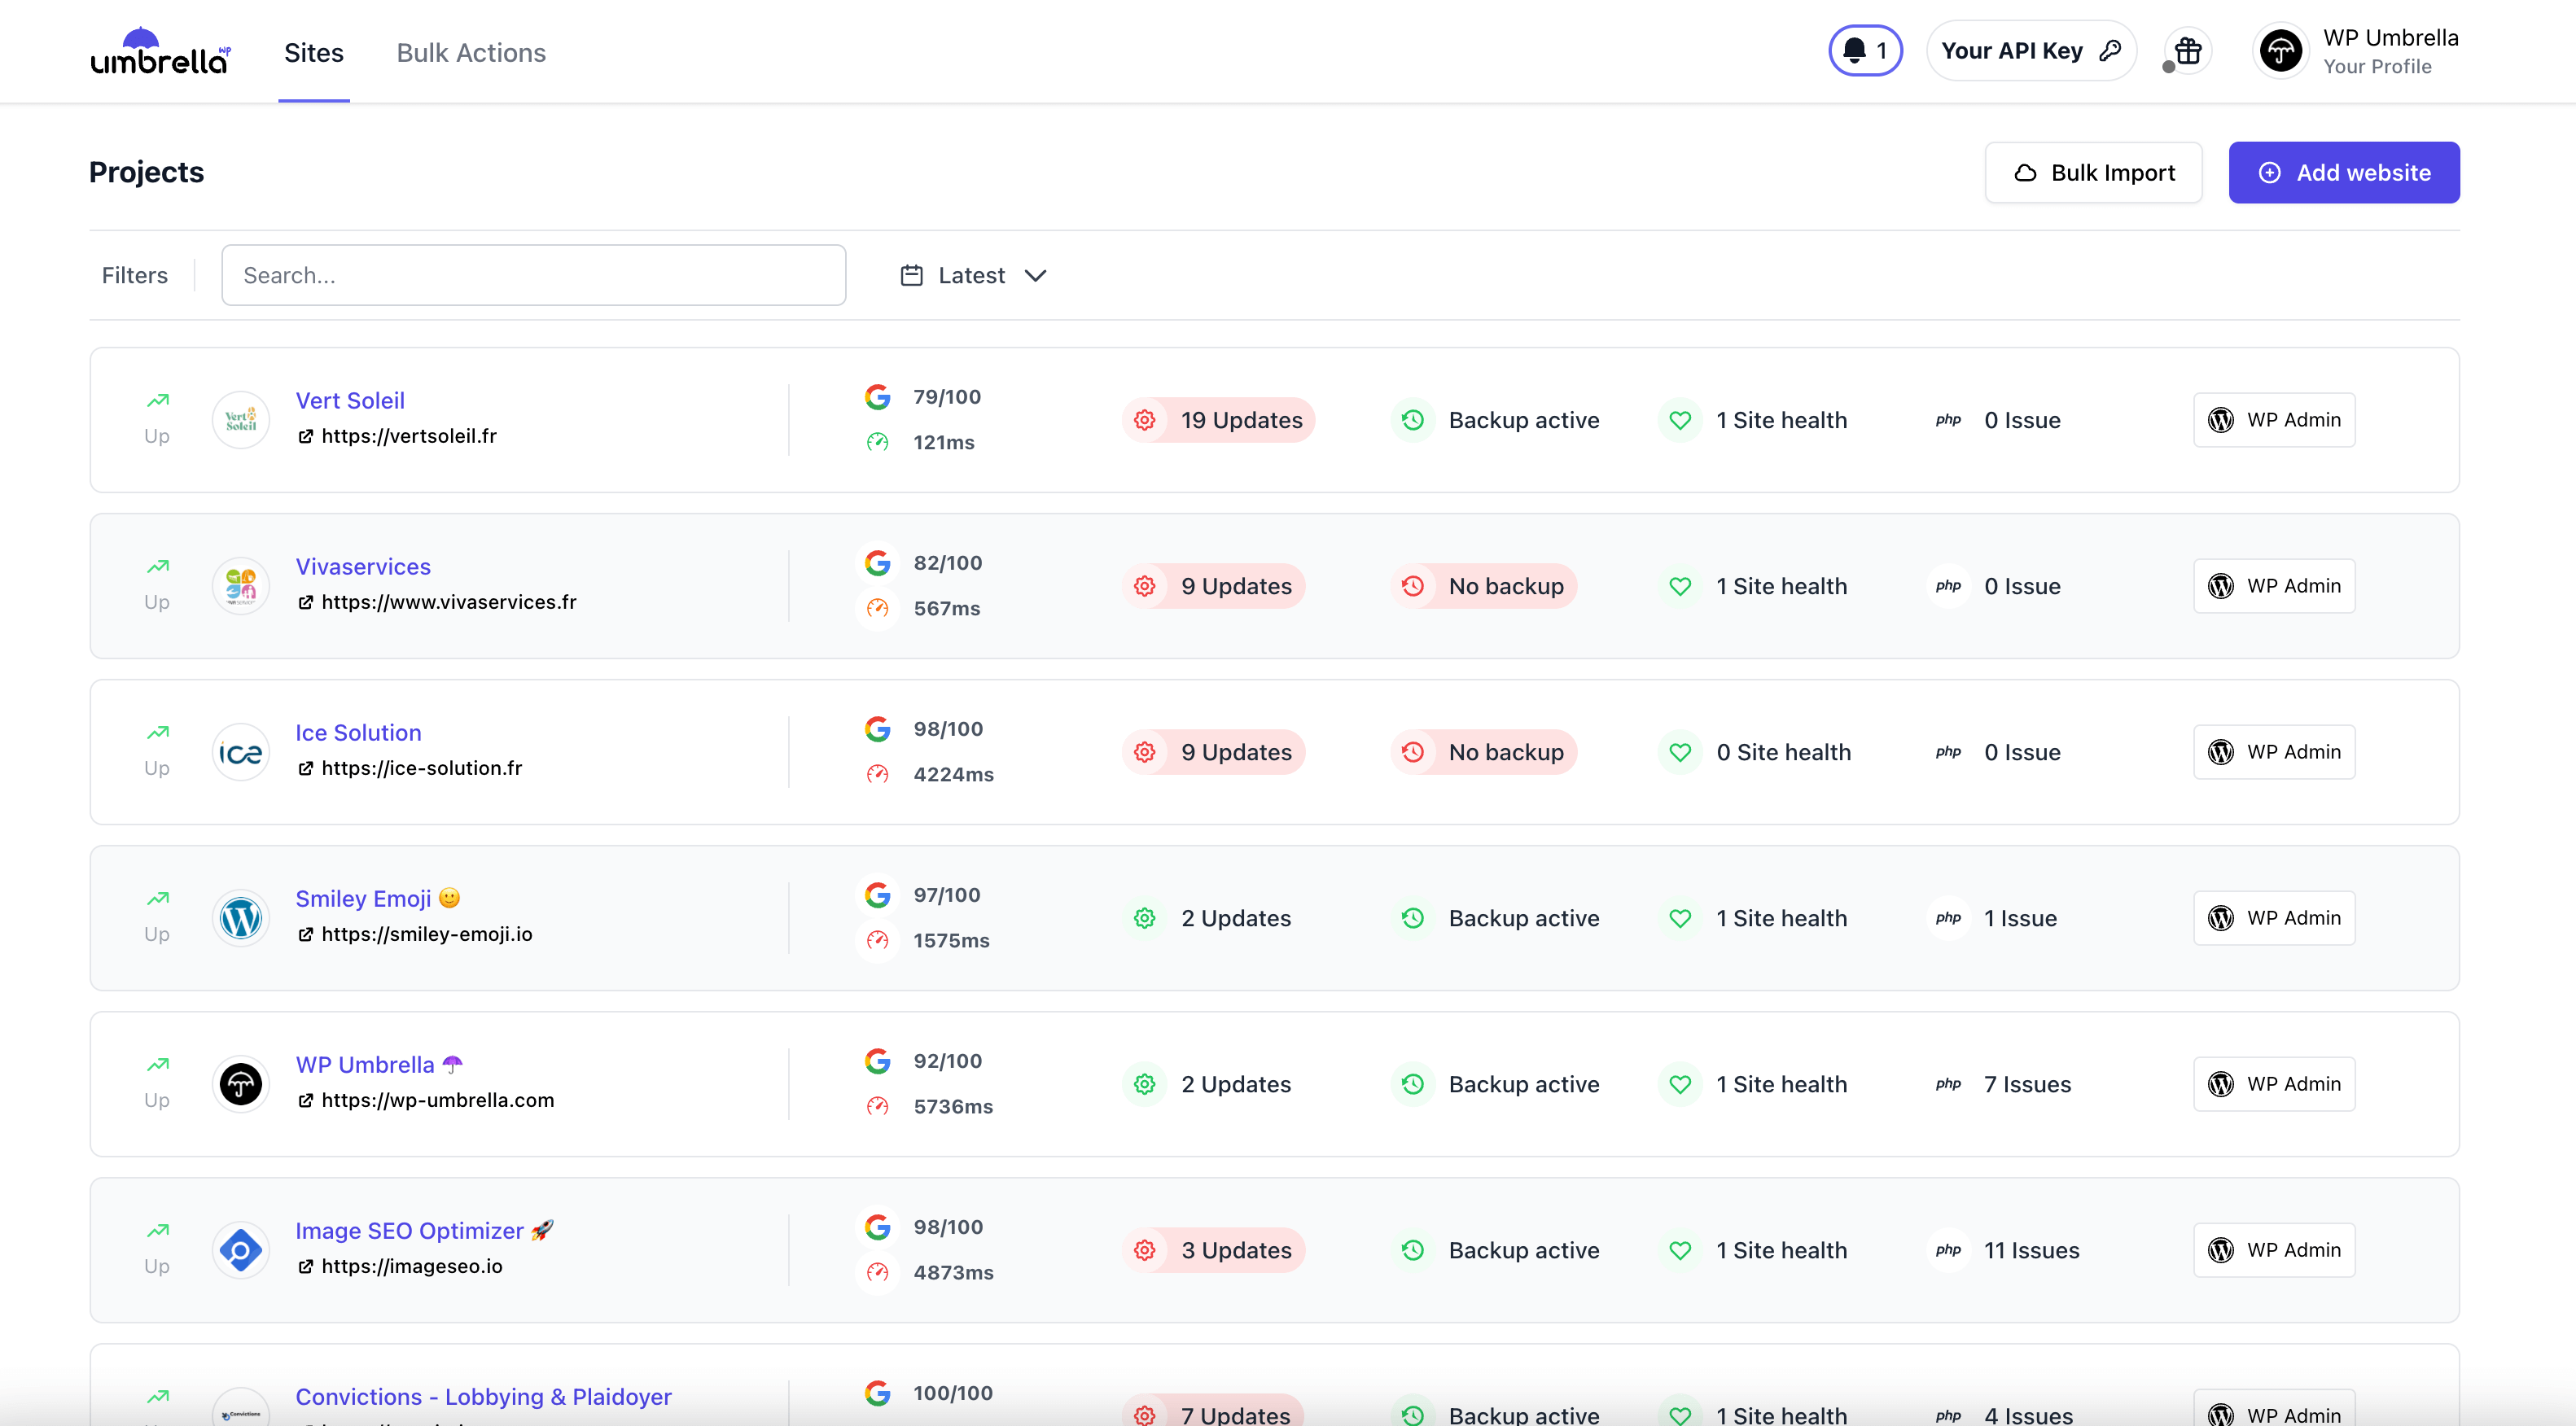 umbrella wp
Sites
Bulk Actions
1
Your API Key
WP Umbrella
Your Profile
Projects
Bulk Import
Add website
Filters
Search...
Latest
Up
Vert Soleil
Vert Soleil
https://vertsoleil.fr
79/100
121ms
19 Updates
Backup active
1 Site health
php
0 Issue
WP Admin
Up
Vivaservices
https://www.vivaservices.fr
82/100
567ms
9 Updates
No backup
1 Site health
php
0 Issue
WP Admin
Up
ice
Ice Solution
https://ice-solution.fr
98/100
4224ms
9 Updates
No backup
0 Site health
php
0 Issue
WP Admin
Up
Smiley Emoji 🙂
https://smiley-emoji.io
97/100
1575ms
2 Updates
Backup active
1 Site health
php
1 Issue
WP Admin
Up
WP Umbrella ☂
https://wp-umbrella.com
92/100
5736ms
2 Updates
Backup active
1 Site health
php
7 Issues
WP Admin
Up
Image SEO Optimizer 🚀
https://imageseo.io
98/100
4873ms
3 Updates
Backup active
1 Site health
php
11 Issues
WP Admin
Convictions
Convictions - Lobbying & Plaidoyer
100/100
7 Updates
Backup active
1 Site health
php
4 Issues
WP Admin